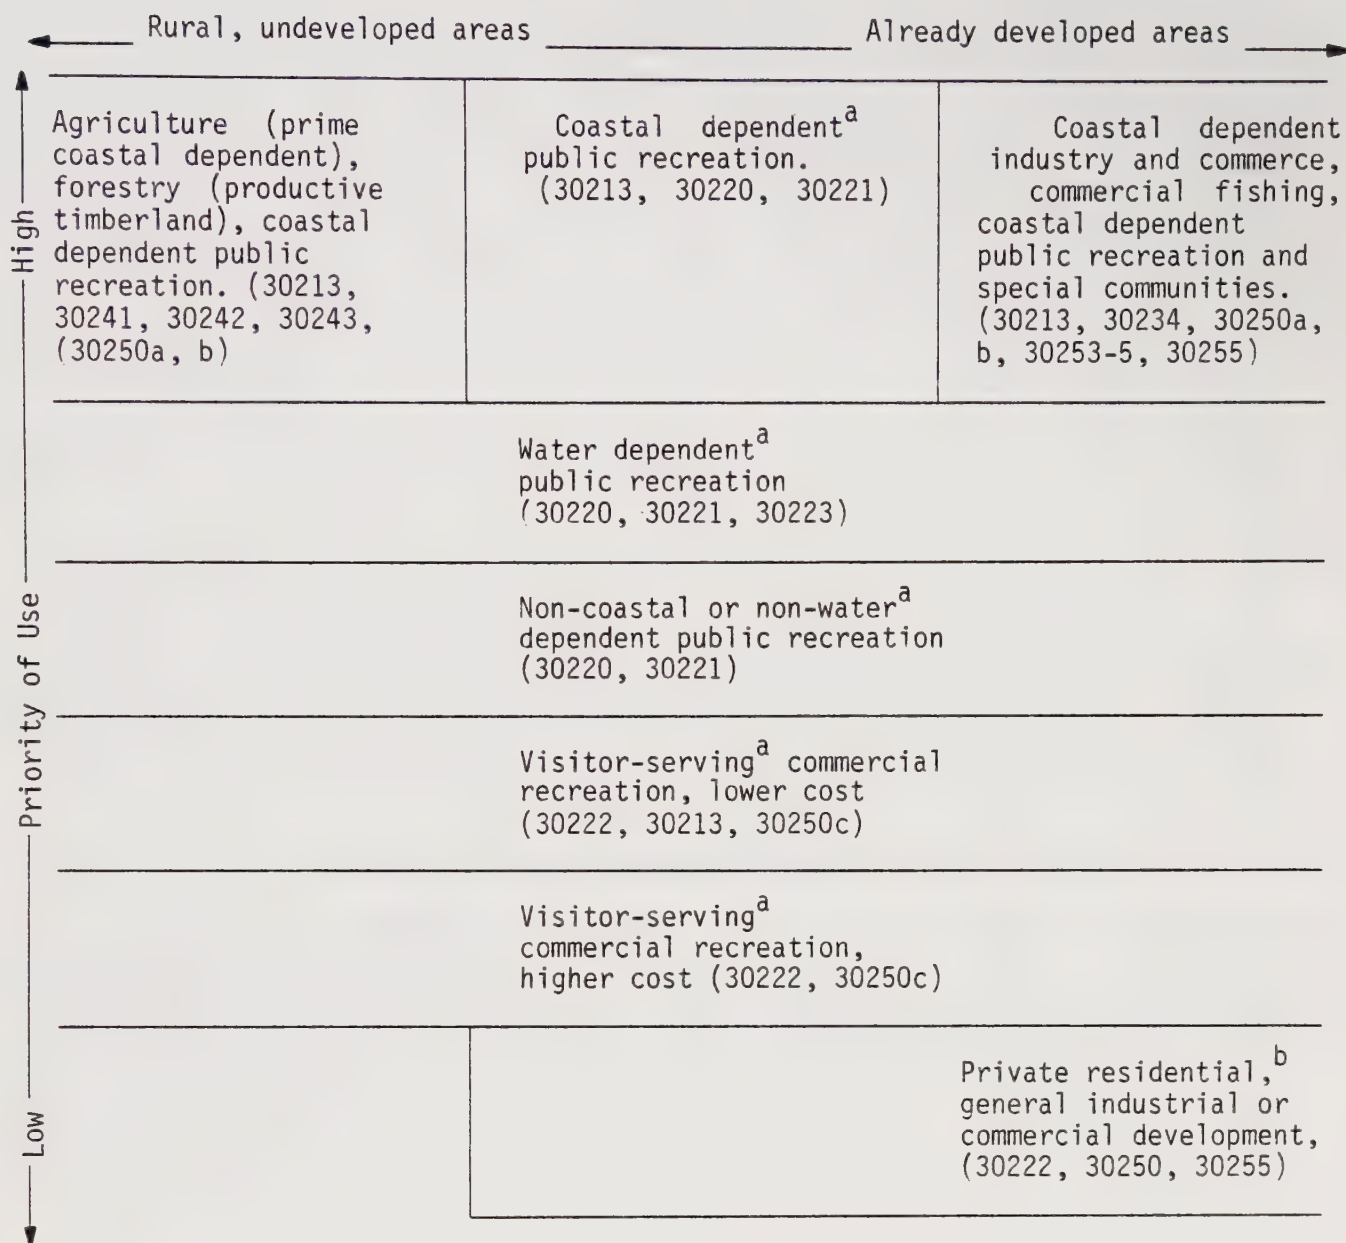 Rural, undeveloped areas
Already developed areas
High
Priority of Use
Low
Agriculture (prime
coastal dependent),
forestry (productive
timberland), coastal
dependent public
recreation. (30213,
30241, 30242, 30243,
(30250a, b)
Coastal dependentª
public recreation.
(30213, 30220, 30221)
Coastal dependent
industry and commerce,
commercial fishing,
coastal dependent
public recreation and
special communities.
(30213, 30234, 30250a,
b, 30253-5, 30255)
Water dependentª
public recreation
(30220, 30221, 30223)
Non-coastal or non-waterª
dependent public recreation
(30220, 30221)
Visitor-servingª commercial
recreation, lower cost
(30222, 30213, 30250c)
Visitor-servingª
commercial recreation,
higher cost (30222, 30250c)
Private residential,ᵇ
general industrial or
commercial development,
(30222, 30250, 30255)